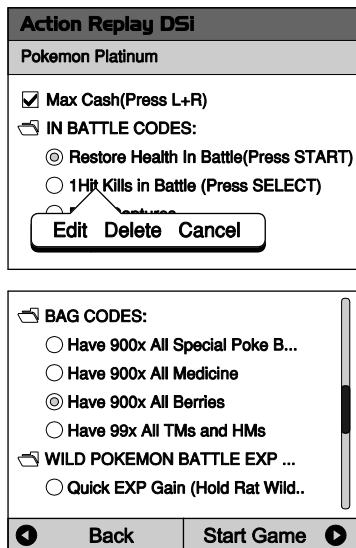 Action Replay DSi
Pokemon Platinum
Max Cash(Press L+R)
IN BATTLE CODES:
Restore Health In Battle(Press START)
1Hit Kills in Battle (Press SELECT)
Edit Delete Cancel
BAG CODES:
Have 900x All Special Poke B...
Have 900x All Medicine
Have 900x All Berries
Have 99x All TMs and HMs
WILD POKEMON BATTLE EXP ...
Quick EXP Gain (Hold Rat Wild..
Back Start Game